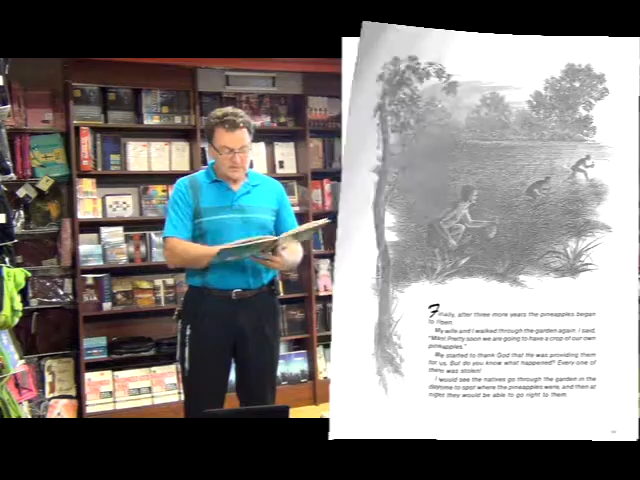 Finally, after three more years the pineapples began
to ripen.
My wife and I walked through the garden again. I said,
"Mike! Pretty soon we are going to have a crop of our own
pineapples."
We started to thank God that He was providing them
for us. But do you know what happened? Every one of
them was stolen!
I would see the natives go through the garden in the
daytime to spot where the pineapples were, and then at
night they would be able to go right to them.